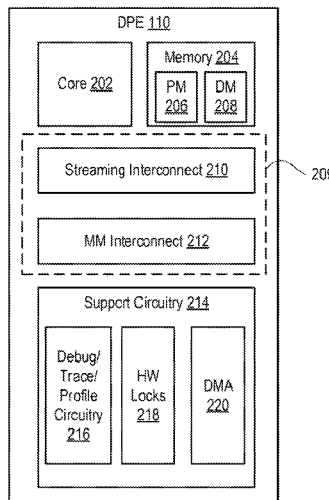 DPE 110
Core 202
Memory 204
PM
206
DM
208
Streaming Interconnect 210
209
MM Interconnect 212
Support Circuitry 214
Debug/
Trace/
Profile
Circuitry
216
HW
Locks
218
DMA
220